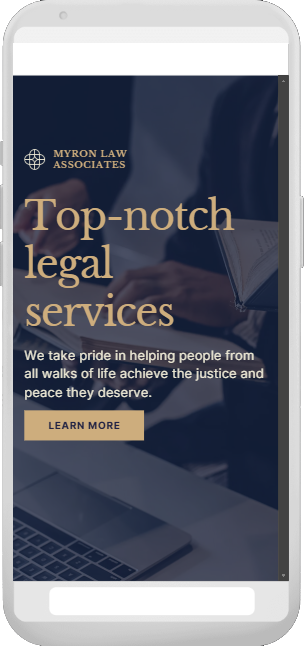 MYRON LAW
ASSOCIATES
Top-notch
legal
services
We take pride in helping people from
all walks of life achieve the justice and
peace they deserve.
LEARN MORE